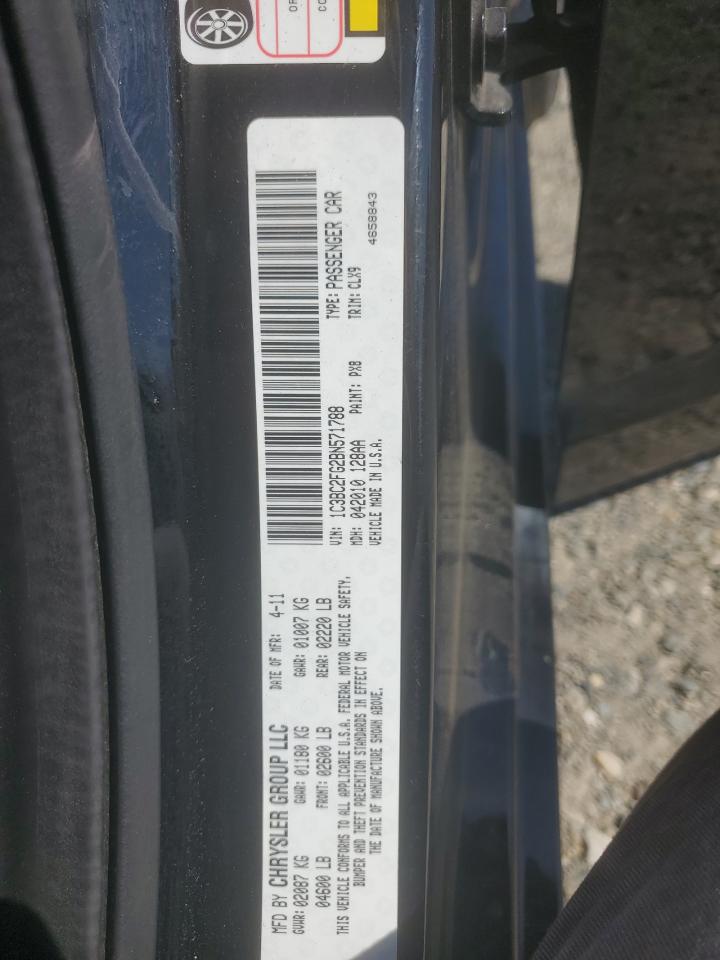 OR
CO
MFD BY CHRYSLER GROUP LLC DATE OF MFR: 4-11
GVWR: 02087 KG GAWR: 01180 KG GAWR: 01007 KG
04600 LB FRONT: 02600 LB REAR: 02220 LB
THIS VEHICLE CONFORMS TO ALL APPLICABLE U.S.A. FEDERAL MOTOR VEHICLE SAFETY,
BUMPER AND THEFT PREVENTION STANDARDS IN EFFECT ON
THE DATE OF MANUFACTURE SHOWN ABOVE.
VIN: 1C3BC2FG2BN571788 TYPE: PASSENGER CAR
MDH: 042010 128AA PAINT: PXB TRIM: CLX9
VEHICLE MADE IN U.S.A. 4658843